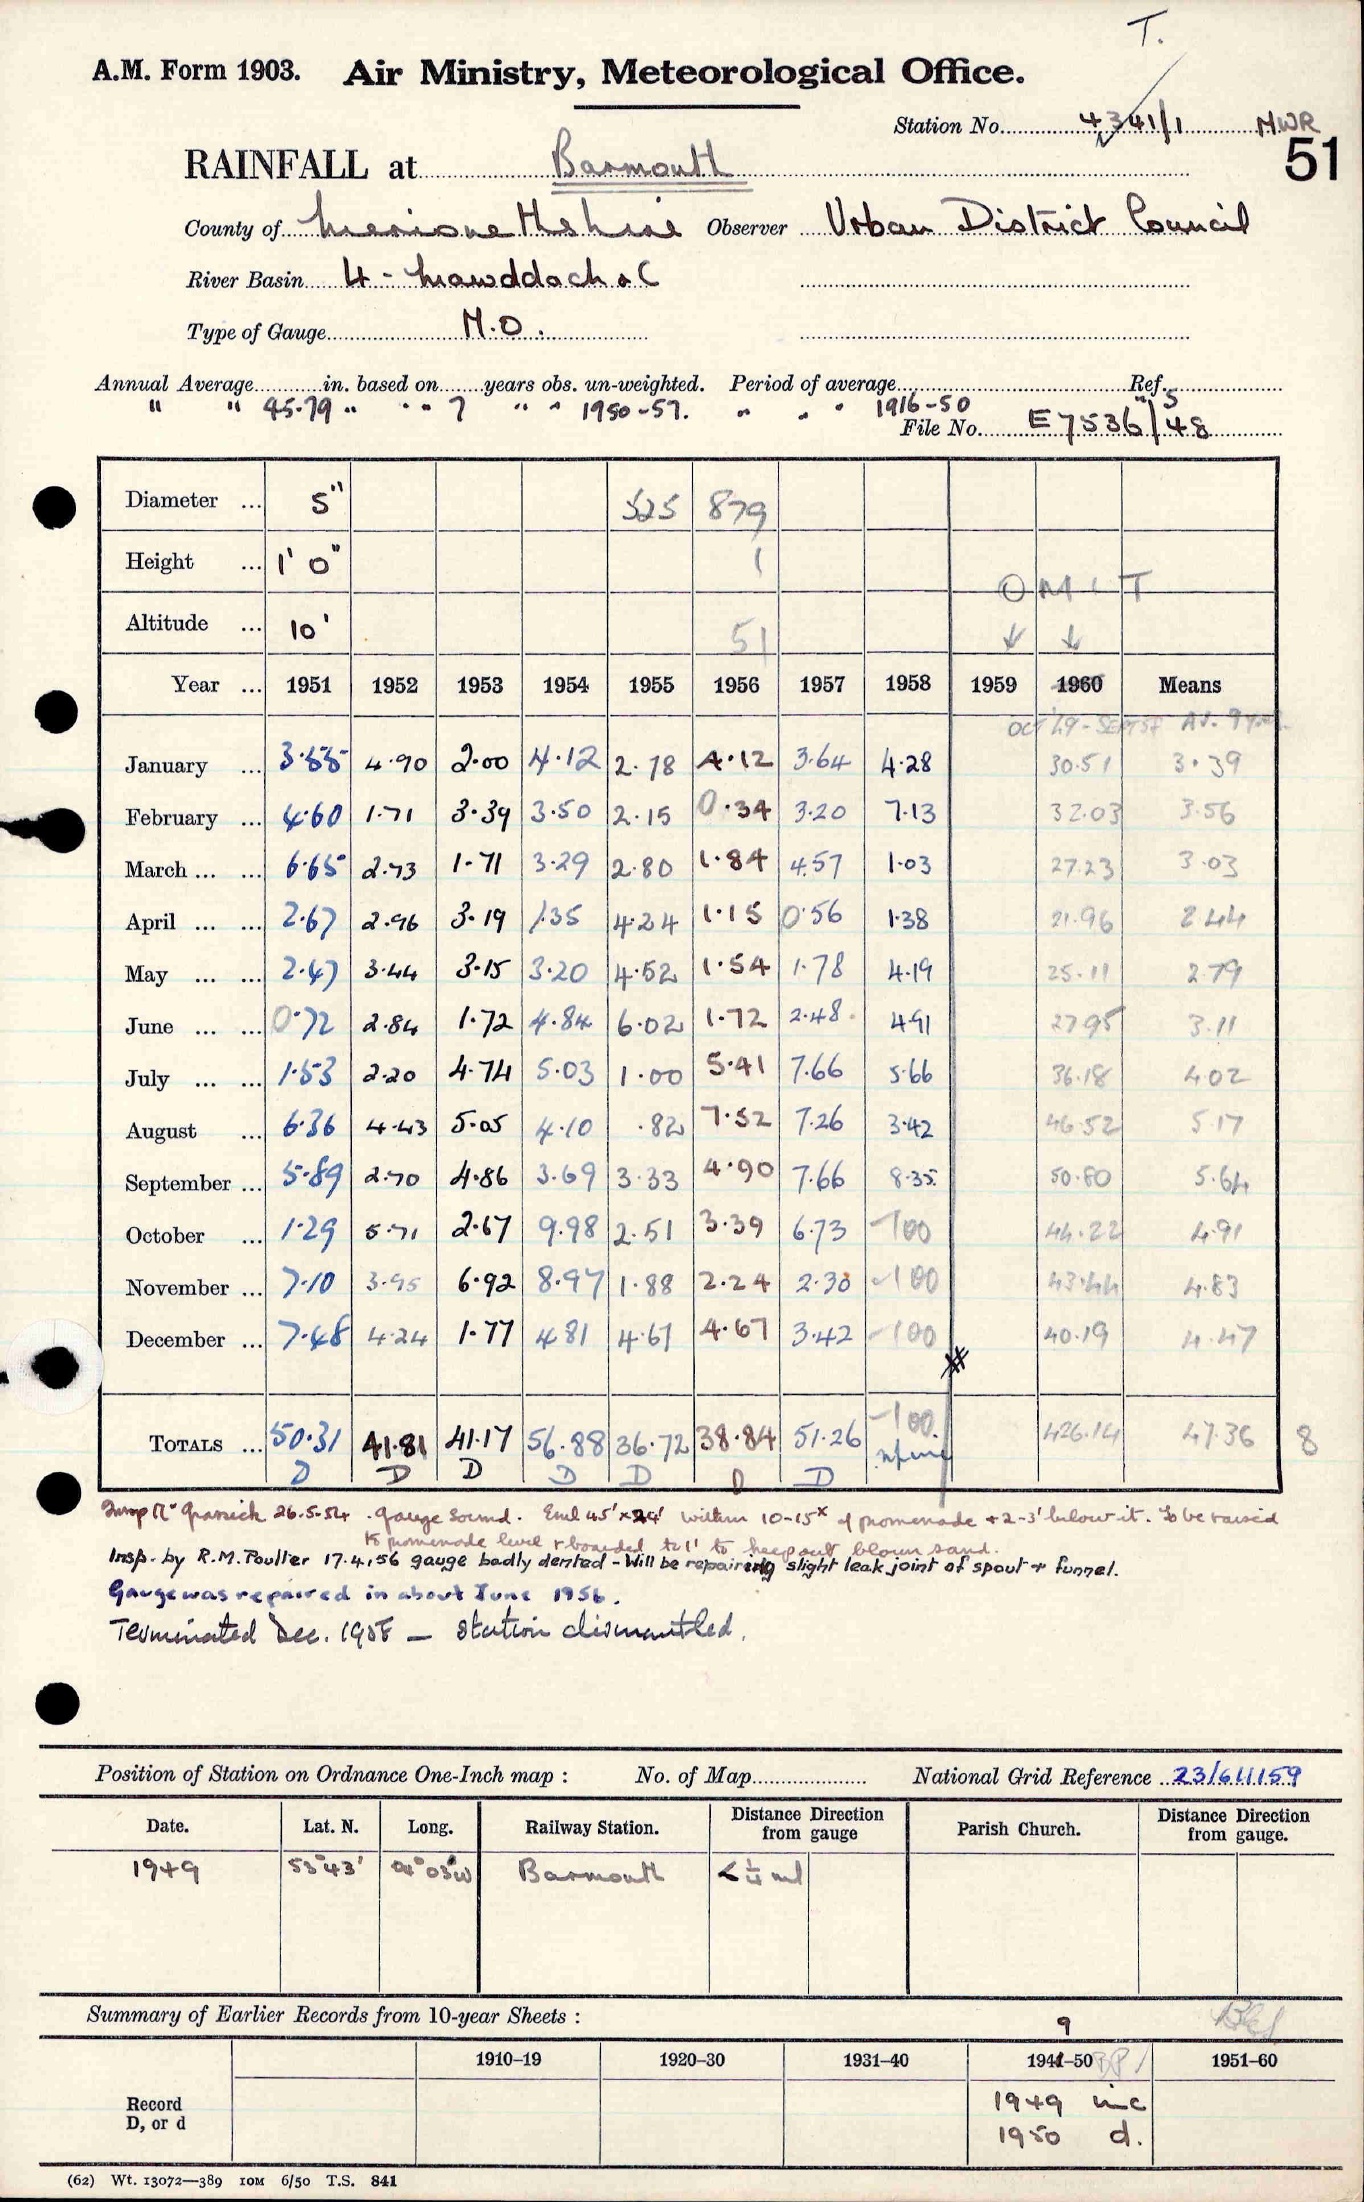 T.
A.M. Form 1903. Air Ministry, Meteorological Office.
Station No. 4341/1 NWR
51
RAINFALL at Barmouth
County of Merionethshire Observer Urban District Council
River Basin 4 - Mawddach &c
Type of Gauge M.O.
Annual Average in. based on years obs. un-weighted. Period of average Ref.
" " 45.79 " " " 7 " " 1950-57. " " " 1916-50 " 5
File No. E7536/48
Diameter ... 5" 525 879
Height ... 1' 0" 1
OMIT
Altitude ... 10' 51 ↓ ↓
Year ... 1951 1952 1953 1954 1955 1956 1957 1958 1959 1960 Means
OCT 49 - SEPT 58 AV. 9 yrs.
January ... 3.55 4.90 2.00 4.12 2.78 4.12 3.64 4.28 30.51 3.39
February ... 4.60 1.71 3.39 3.50 2.15 0.34 3.20 7.13 32.03 3.56
March ... ... 6.65 2.73 1.71 3.29 2.80 1.84 4.57 1.03 27.23 3.03
April ... ... 2.67 2.96 3.19 1.35 4.24 1.15 0.56 1.38 21.96 2.44
May ... ... 2.47 3.44 3.15 3.20 4.52 1.54 1.78 4.19 25.11 2.79
June ... ... 0.72 2.84 1.72 4.84 6.02 1.72 2.48 4.91 27.95 3.11
July ... ... 1.53 2.20 4.74 5.03 1.00 5.41 7.66 5.66 36.18 4.02
August ... 6.36 4.43 5.05 4.10 .82 7.52 7.26 3.42 46.52 5.17
September ... 5.89 2.70 4.86 3.69 3.33 4.90 7.66 8.35 50.80 5.64
October ... 1.29 5.71 2.67 9.98 2.51 3.39 6.73 -100 44.22 4.91
November ... 7.10 3.95 6.92 8.97 1.88 2.24 2.30 -100 43.44 4.83
December ... 7.48 4.24 1.77 4.81 4.67 4.67 3.42 -100 40.19 4.47
TOTALS ... 50.31 41.81 41.17 56.88 36.72 38.84 51.26 -100 426.14 47.36 8
D D D D D D D
Insp Mr Grassick 26.5.54. Gauge sound. Encl 45' x 24' within 10-15x of promenade + 2-3' below it. To be raised
to promenade level & boarded to 1' to keep out blown sand.
Insp. by R.M. Poulter 17.4.56 gauge badly dented - Will be repairing slight leak joint of spout & funnel.
Gauge was repaired in about June 1956.
Terminated Dec. 1958 - station dismantled.
Position of Station on Ordnance One-Inch map : No. of Map National Grid Reference 23/611159
Date. Lat. N. Long. Railway Station. Distance Direction from gauge Parish Church. Distance Direction from gauge.
1949 53°43' 04°03'W Barmouth < ¼ ml
Summary of Earlier Records from 10-year Sheets :
9
1910–19 1920–30 1931–40 1941–50 1951–60
Record D, or d
1949 inc
1950 d.
(62) Wt. 13072—389 10M 6/50 T.S. 841